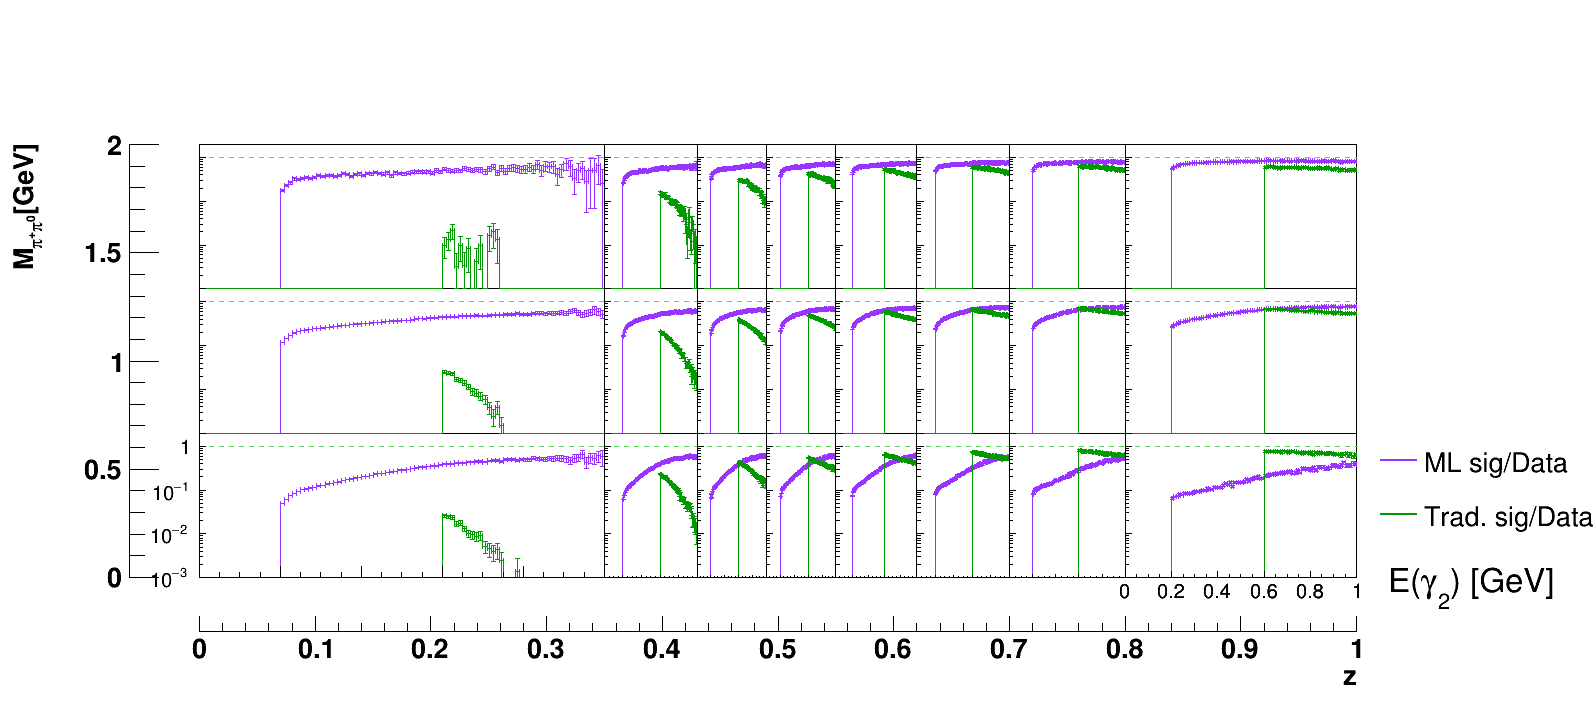 M_{π⁺π⁰}[GeV]
2
1.5
1
0.5
0
1
10⁻¹
10⁻²
10⁻³
ML sig/Data
Trad. sig/Data
E(γ₂) [GeV]
0 0.2 0.4 0.6 0.8 1
0 0.1 0.2 0.3 0.4 0.5 0.6 0.7 0.8 0.9 1
z